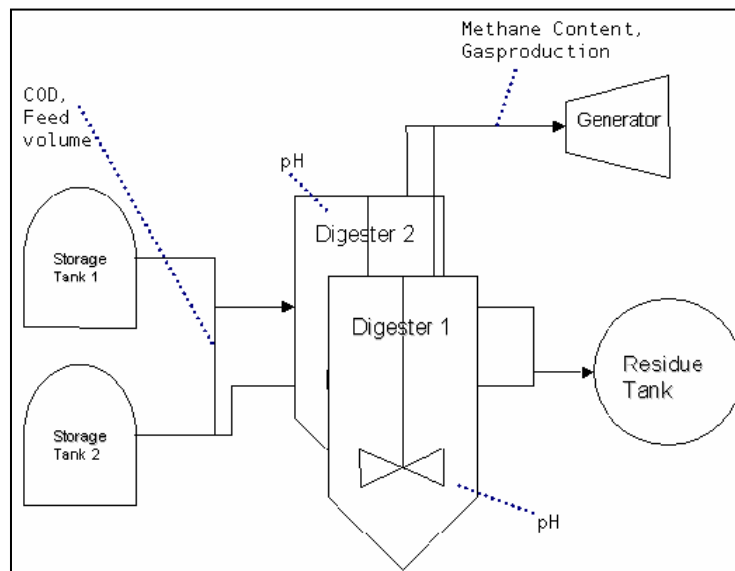 Methane Content,
Gasproduction
COD,
Feed
volume
Generator
pH
Digester 2
Storage
Tank 1
Digester 1
Residue
Tank
Storage
Tank 2
pH